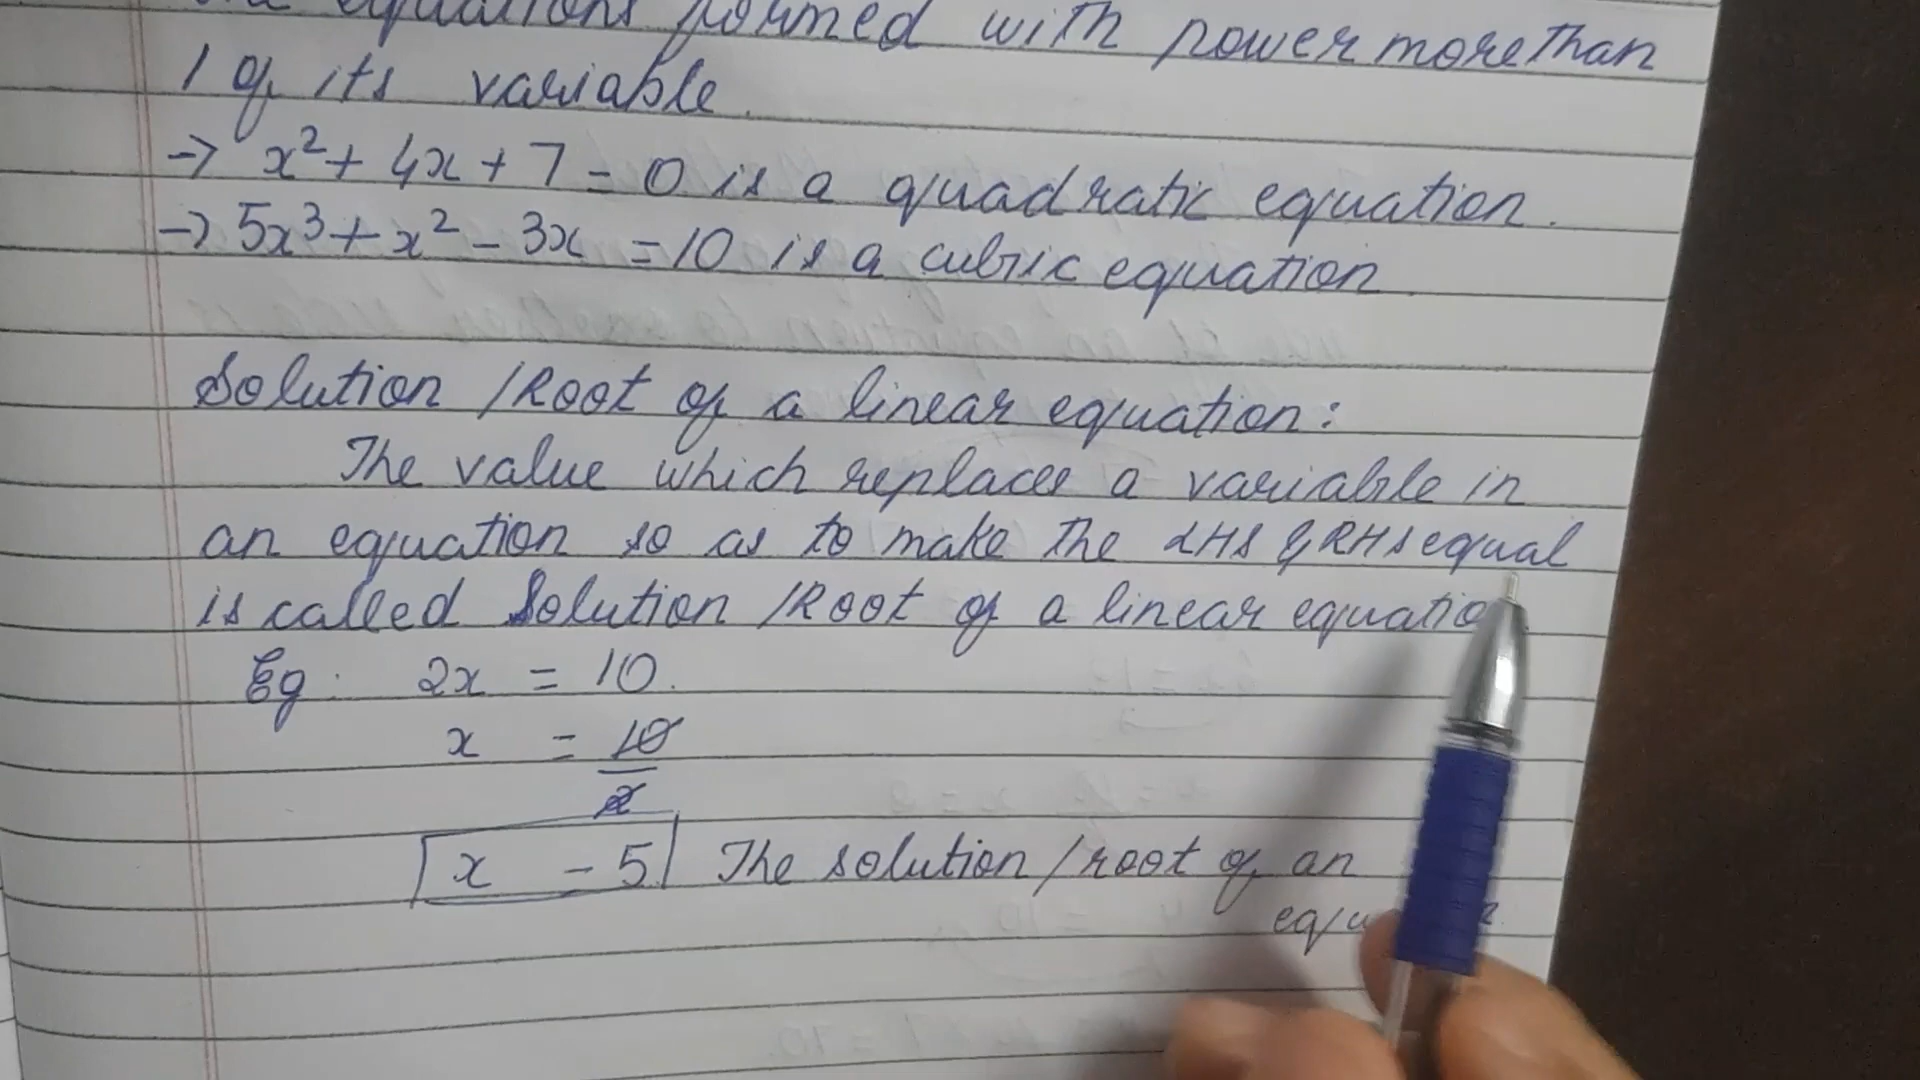 equations formed with power more than
1 of its variable.
→ x² + 4x + 7 = 0 is a quadratic equation.
→ 5x³ + x² - 3x = 10 is a cubic equation.
Solution / Root of a linear equation:
The value which replaces a variable in
an equation so as to make the LHS & RHS equal
is called Solution / Root of a linear equatio
Eg: 2x = 10.
x = 10
2
x - 5 The solution / root of an
equ